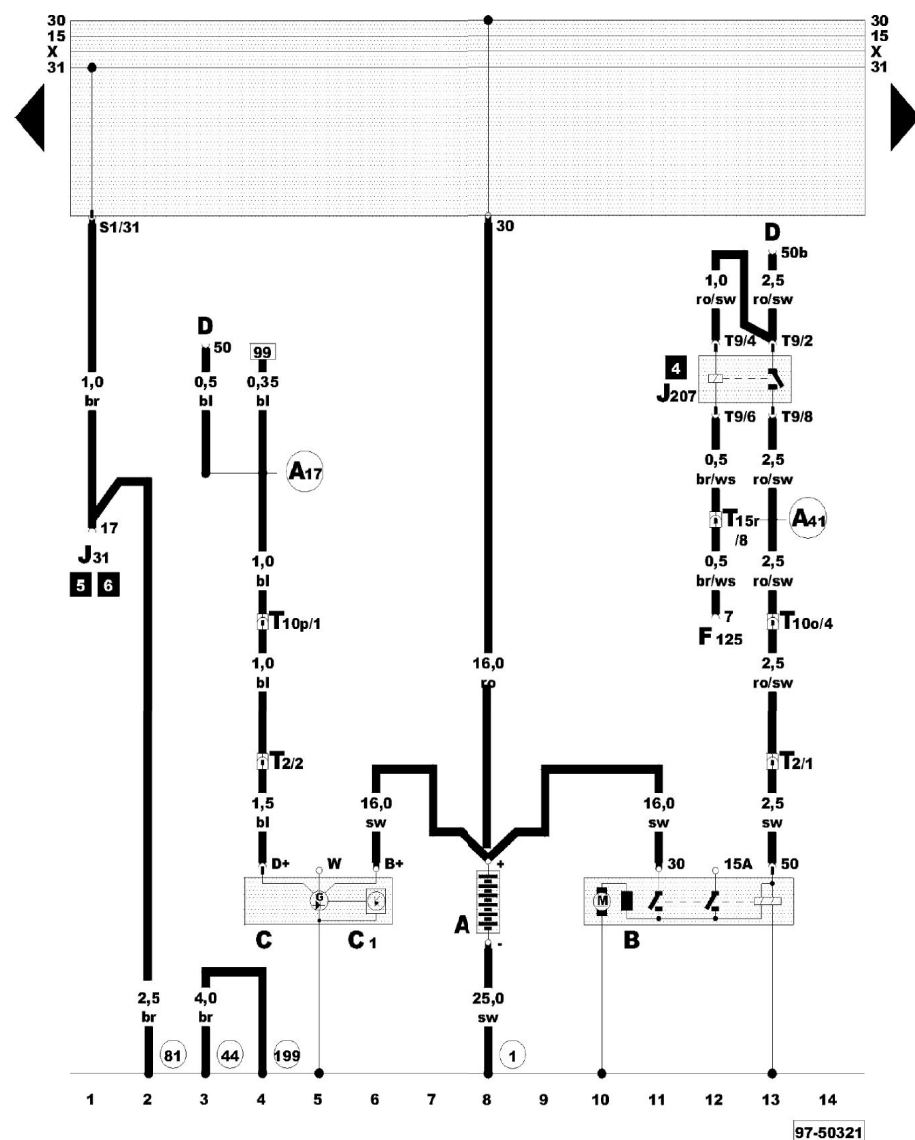 30 30
15 15
X X
31 31
S1/31 30
D
50b
1,0 2,5
ro/sw ro/sw
D
50 99
T9/4 T9/2
0,5 0,35
bl bl
1,0
br
4
J207
T9/6 T9/8
A17
0,5 2,5
br/ws ro/sw
17
J31
5 6
T15r
/8
A41
1,0
bl
0,5 2,5
br/ws ro/sw
T10p/1
7
F125
T10o/4
1,0
bl
16,0
ro
2,5
ro/sw
T2/2 T2/1
1,5
bl
16,0
sw
16,0
sw
2,5
sw
D+ W B+ + 30 15A 50
G M
C C1 A B
-
2,5
br
4,0
br
25,0
sw
81 44 199 1
1 2 3 4 5 6 7 8 9 10 11 12 13 14
97-50321